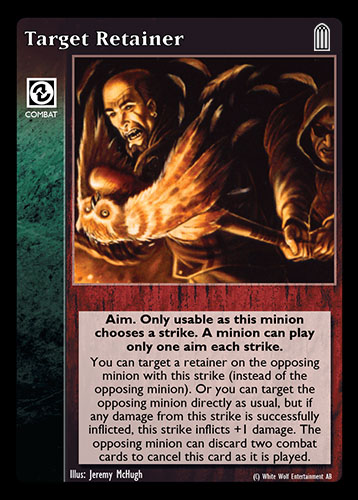 Target Retainer
COMBAT
Aim. Only usable as this minion
chooses a strike. A minion can play
only one aim each strike.
You can target a retainer on the opposing
minion with this strike (instead of the
opposing minion). Or you can target the
opposing minion directly as usual, but if
any damage from this strike is successfully
inflicted, this strike inflicts +1 damage. The
opposing minion can discard two combat
cards to cancel this card as it is played.
Illus: Jeremy McHugh
(C) White Wolf Entertainment AB